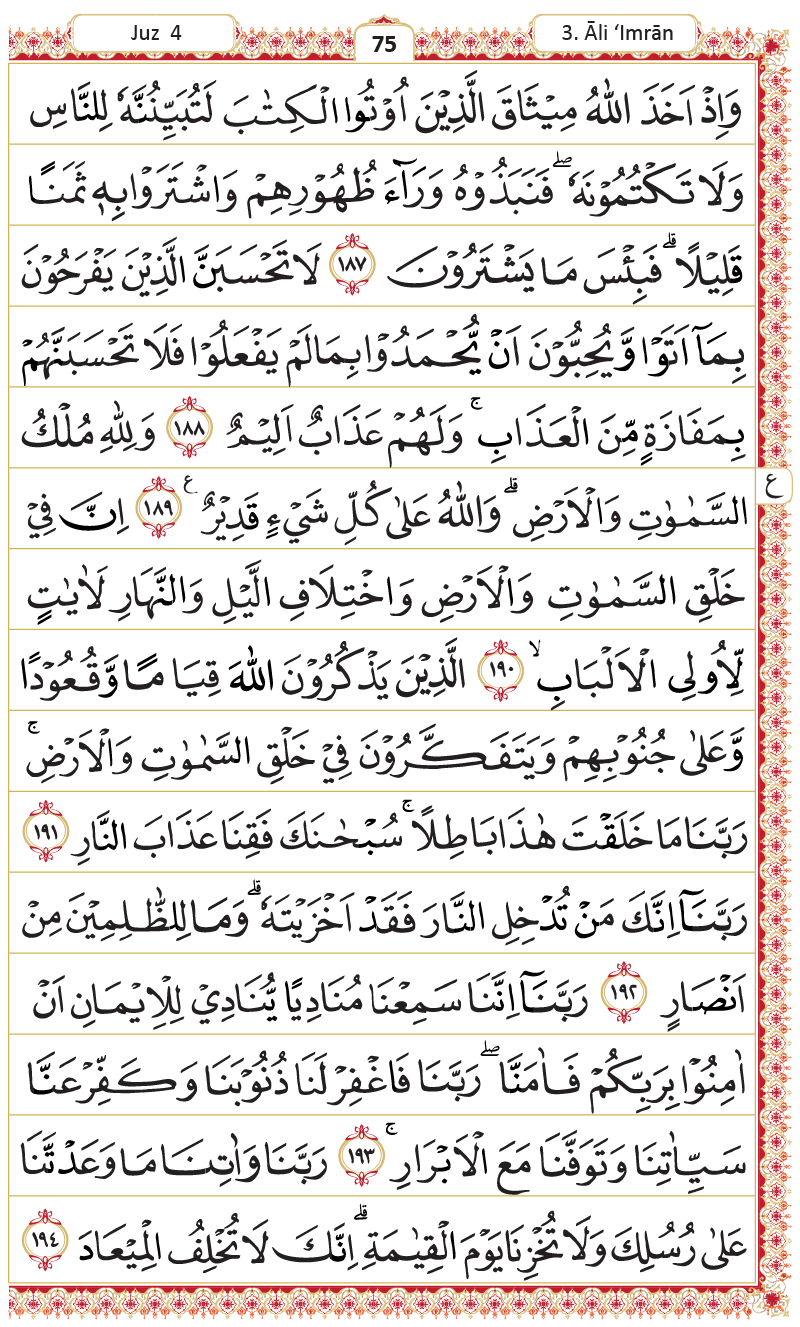 Juz 4
75
3. Āli ‘Imrān
وَاِذْ اَخَذَ اللّٰهُ مِيْثَاقَ الَّذِيْنَ اُوْتُوا الْكِتٰبَ لَتُبَيِّنُنَّهٗ لِلنَّاسِ
وَلَا تَكْتُمُوْنَهٗ ۖ فَنَبَذُوْهُ وَرَآءَ ظُهُوْرِهِمْ وَاشْتَرَوْا بِهٖ ثَمَنًا
قَلِيْلًا ۗ فَبِئْسَ مَا يَشْتَرُوْنَ ١٨٧ لَا تَحْسَبَنَّ الَّذِيْنَ يَفْرَحُوْنَ
بِمَآ اَتَوْا وَّيُحِبُّوْنَ اَنْ يُّحْمَدُوْا بِمَا لَمْ يَفْعَلُوْا فَلَا تَحْسَبَنَّهُمْ
بِمَفَازَةٍ مِّنَ الْعَذَابِ ۚ وَلَهُمْ عَذَابٌ اَلِيْمٌ ١٨٨ وَلِلّٰهِ مُلْكُ
السَّمٰوٰتِ وَالْاَرْضِ ۗ وَاللّٰهُ عَلٰى كُلِّ شَيْءٍ قَدِيْرٌ ع ١٨٩ اِنَّ فِيْ
ع
خَلْقِ السَّمٰوٰتِ وَالْاَرْضِ وَاخْتِلَافِ الَّيْلِ وَالنَّهَارِ لَاٰيٰتٍ
لِّاُولِى الْاَلْبَابِ ۙ ١٩٠ الَّذِيْنَ يَذْكُرُوْنَ اللّٰهَ قِيَامًا وَّقُعُوْدًا
وَّعَلٰى جُنُوْبِهِمْ وَيَتَفَكَّرُوْنَ فِيْ خَلْقِ السَّمٰوٰتِ وَالْاَرْضِ ۚ
رَبَّنَا مَا خَلَقْتَ هٰذَا بَاطِلًا ۚ سُبْحٰنَكَ فَقِنَا عَذَابَ النَّارِ ١٩١
رَبَّنَآ اِنَّكَ مَنْ تُدْخِلِ النَّارَ فَقَدْ اَخْزَيْتَهٗ ۗ وَمَا لِلظّٰلِمِيْنَ مِنْ
اَنْصَارٍ ١٩٢ رَبَّنَآ اِنَّنَا سَمِعْنَا مُنَادِيًا يُّنَادِيْ لِلْاِيْمَانِ اَنْ
اٰمِنُوْا بِرَبِّكُمْ فَاٰمَنَّا ۖ رَبَّنَا فَاغْفِرْ لَنَا ذُنُوْبَنَا وَكَفِّرْ عَنَّا
سَيِّاٰتِنَا وَتَوَفَّنَا مَعَ الْاَبْرَارِ ۚ ١٩٣ رَبَّنَا وَاٰتِنَا مَا وَعَدْتَّنَا
عَلٰى رُسُلِكَ وَلَا تُخْزِنَا يَوْمَ الْقِيٰمَةِ ۗ اِنَّكَ لَا تُخْلِفُ الْمِيْعَادَ ١٩٤